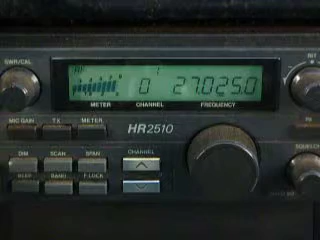 SWR/CAL
RIT
0 27.025.0
METER CHANNEL FREQUENCY
MIC GAIN TX METER
HR2510
DIM SCAN SPAN CHANNEL
SQUELCH
BEEP BAND F.LOCK